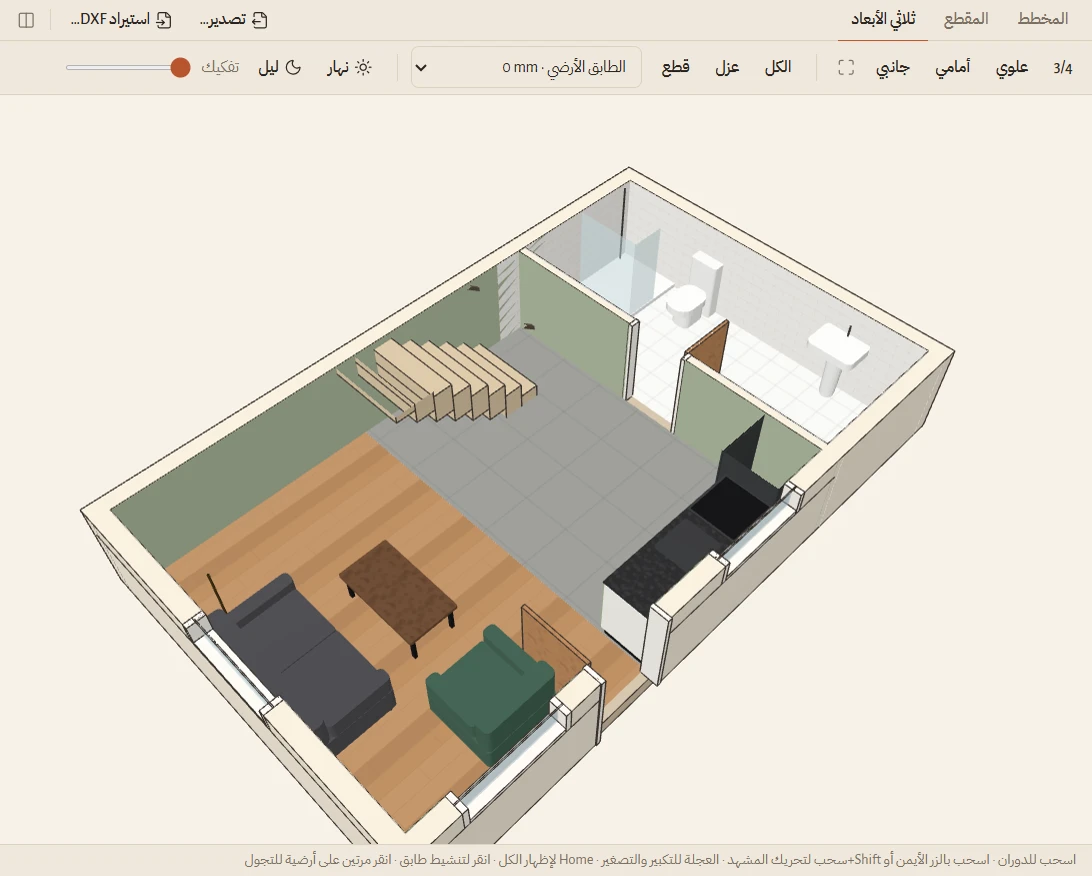 المخطط المقطع ثلاثي الأبعاد تصدير... استيراد DXF...
3/4 علوي أمامي جانبي الكل عزل قطع الطابق الأرضي · 0 mm نهار ليل تفكيك
اسحب للدوران · اسحب بالزر الأيمن أو Shift+سحب لتحريك المشهد · العجلة للتكبير والتصغير · Home لإظهار الكل · انقر لتنشيط طابق · انقر مرتين على أرضية للتجول